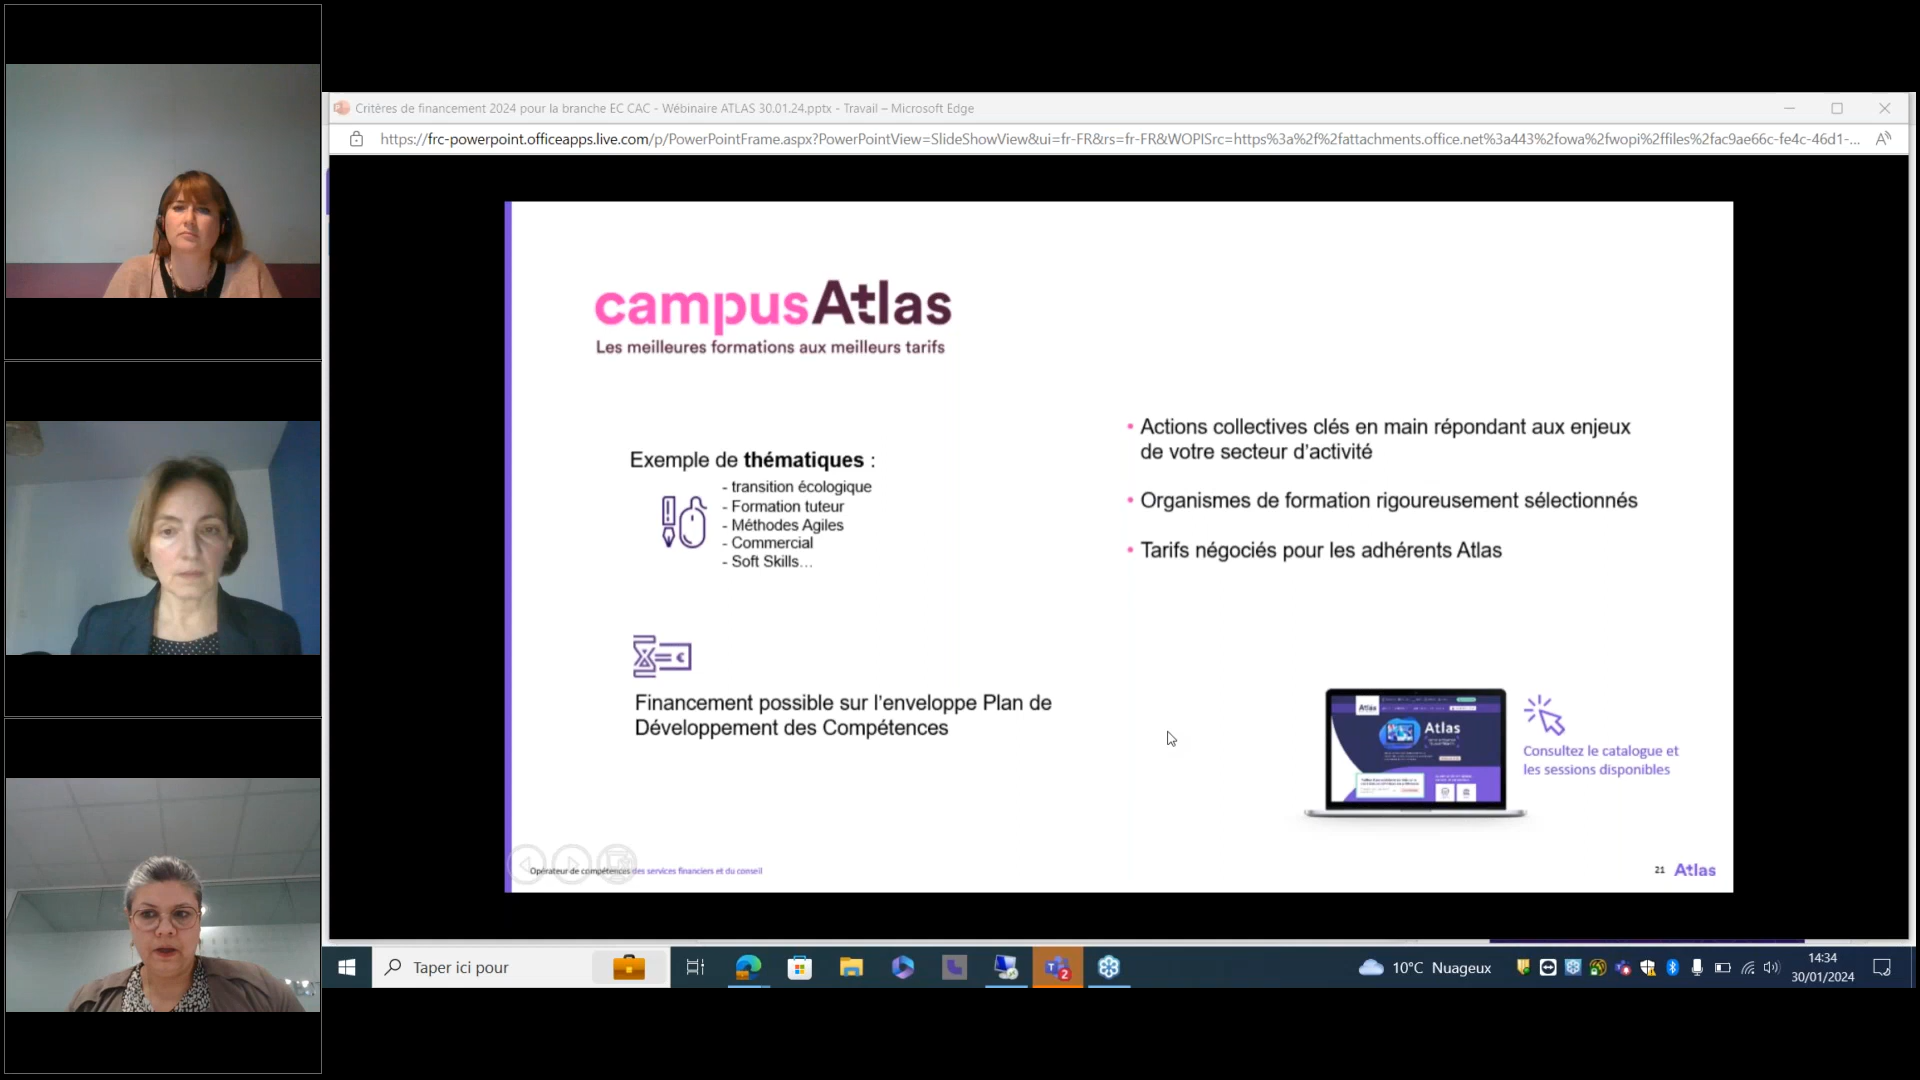 Critères de financement 2024 pour la branche EC CAC - Wébinaire ATLAS 30.01.24.pptx - Travail – Microsoft Edge
https://frc-powerpoint.officeapps.live.com/p/PowerPointFrame.aspx?PowerPointView=SlideShowView&ui=fr-FR&rs=fr-FR&WOPISrc=https%3a%2f%2fattachments.office.net%3a443%2fowa%2fwopi%2ffiles%2fac9ae66c-fe4c-46d1-...
campusAtlas
Les meilleures formations aux meilleurs tarifs
Exemple de thématiques :
- transition écologique
- Formation tuteur
- Méthodes Agiles
- Commercial
- Soft Skills…
Financement possible sur l'enveloppe Plan de
Développement des Compétences
• Actions collectives clés en main répondant aux enjeux
de votre secteur d'activité
• Organismes de formation rigoureusement sélectionnés
• Tarifs négociés pour les adhérents Atlas
Atlas
Atlas
Consultez le catalogue et
les sessions disponibles
Opérateur de compétences des services financiers et du conseil
21 Atlas
Taper ici pour
2
10°C Nuageux
14:34
30/01/2024